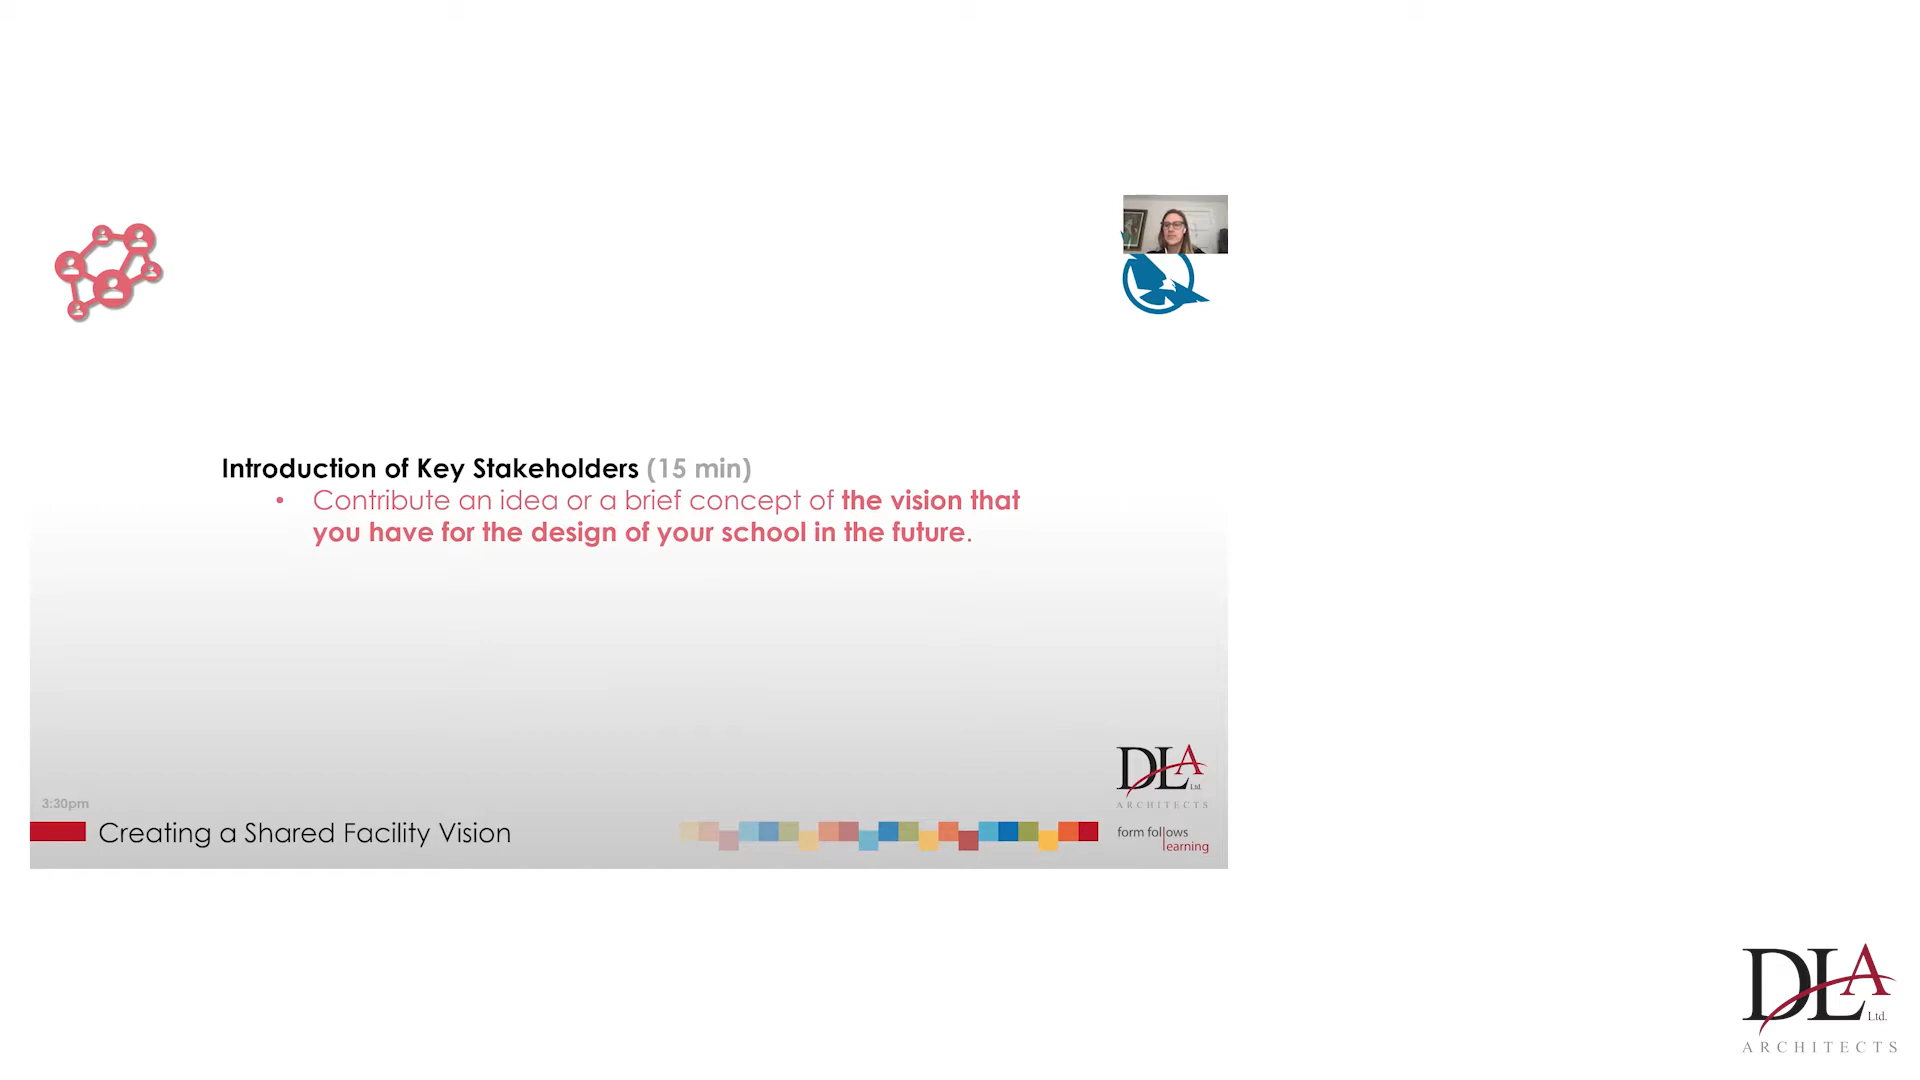 Introduction of Key Stakeholders (15 min)
• Contribute an idea or a brief concept of the vision that
you have for the design of your school in the future.
DLA Ltd.
ARCHITECTS
3:30pm
Creating a Shared Facility Vision
form follows
learning
DLA Ltd.
ARCHITECTS